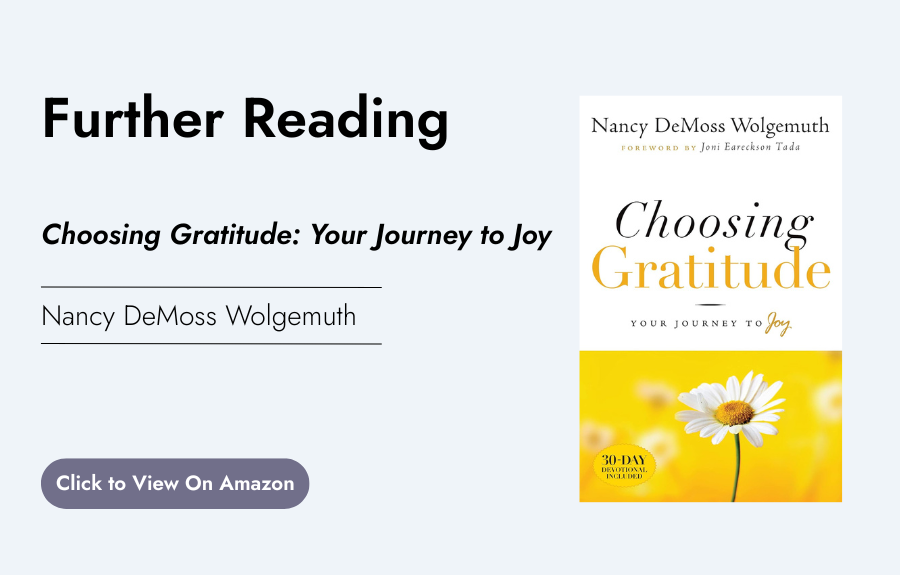 Further Reading
Choosing Gratitude: Your Journey to Joy
Nancy DeMoss Wolgemuth
Click to View On Amazon
Nancy DeMoss Wolgemuth
FOREWORD BY Joni Eareckson Tada
Choosing
Gratitude
YOUR JOURNEY TO Joy
30-DAY
DEVOTIONAL
INCLUDED